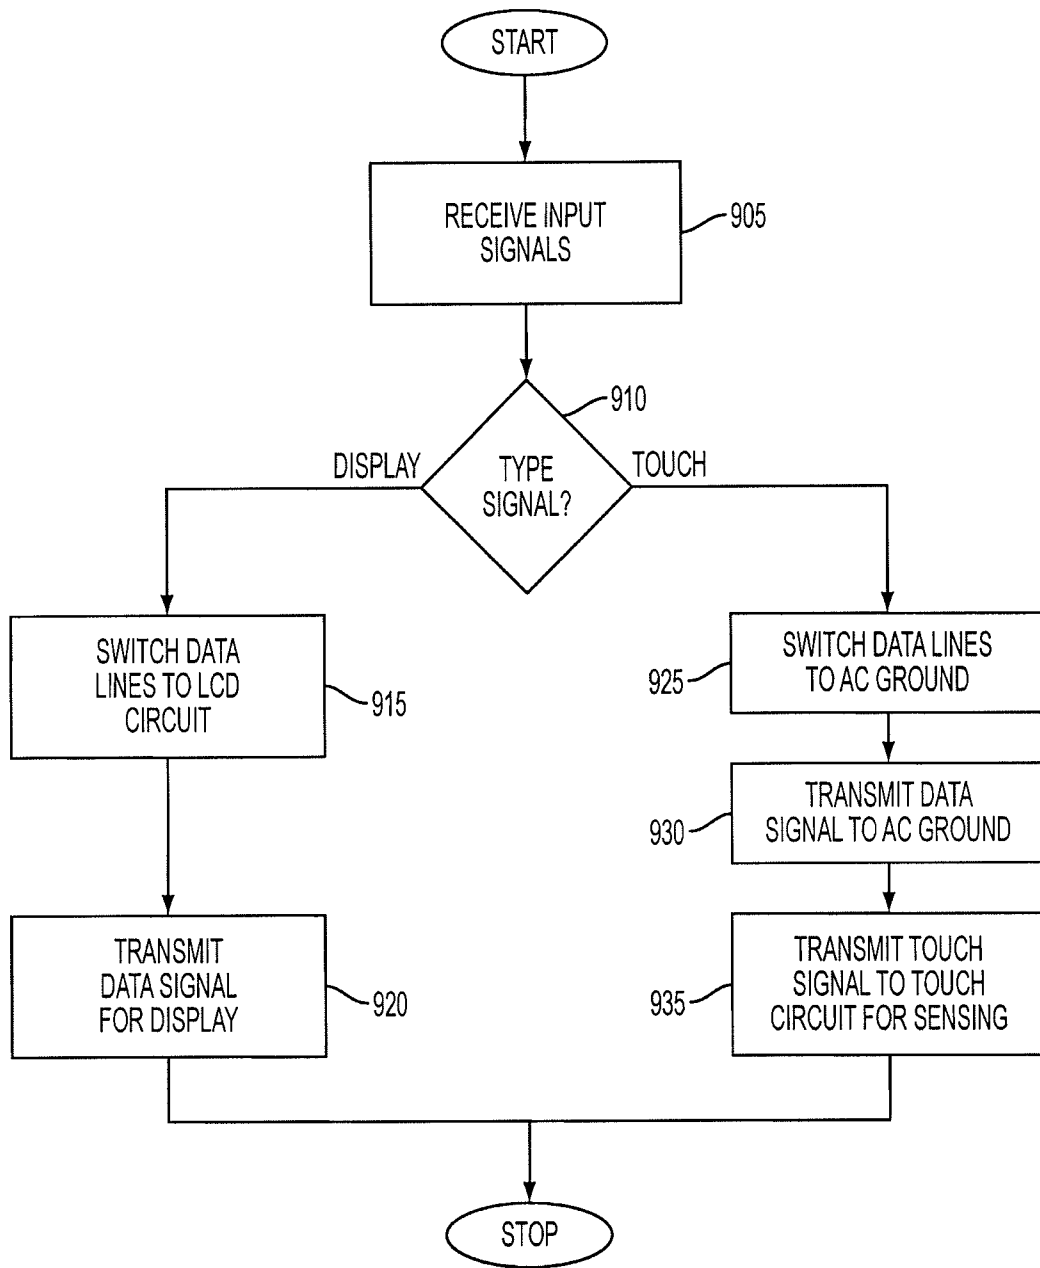 START
RECEIVE INPUT
SIGNALS
905
910
DISPLAY
TYPE
SIGNAL?
TOUCH
SWITCH DATA
LINES TO LCD
CIRCUIT
915
SWITCH DATA LINES
TO AC GROUND
925
TRANSMIT DATA
SIGNAL TO AC GROUND
930
TRANSMIT
DATA SIGNAL
FOR DISPLAY
920
TRANSMIT TOUCH
SIGNAL TO TOUCH
CIRCUIT FOR SENSING
935
STOP